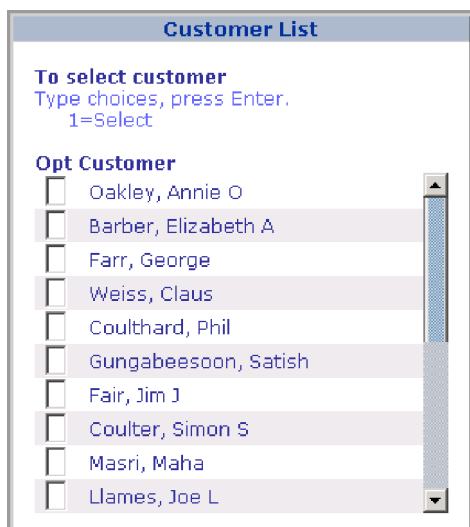 Customer List
To select customer
Type choices, press Enter.
1=Select
Opt Customer
Oakley, Annie O
Barber, Elizabeth A
Farr, George
Weiss, Claus
Coulthard, Phil
Gungabeesoon, Satish
Fair, Jim J
Coulter, Simon S
Masri, Maha
Llames, Joe L